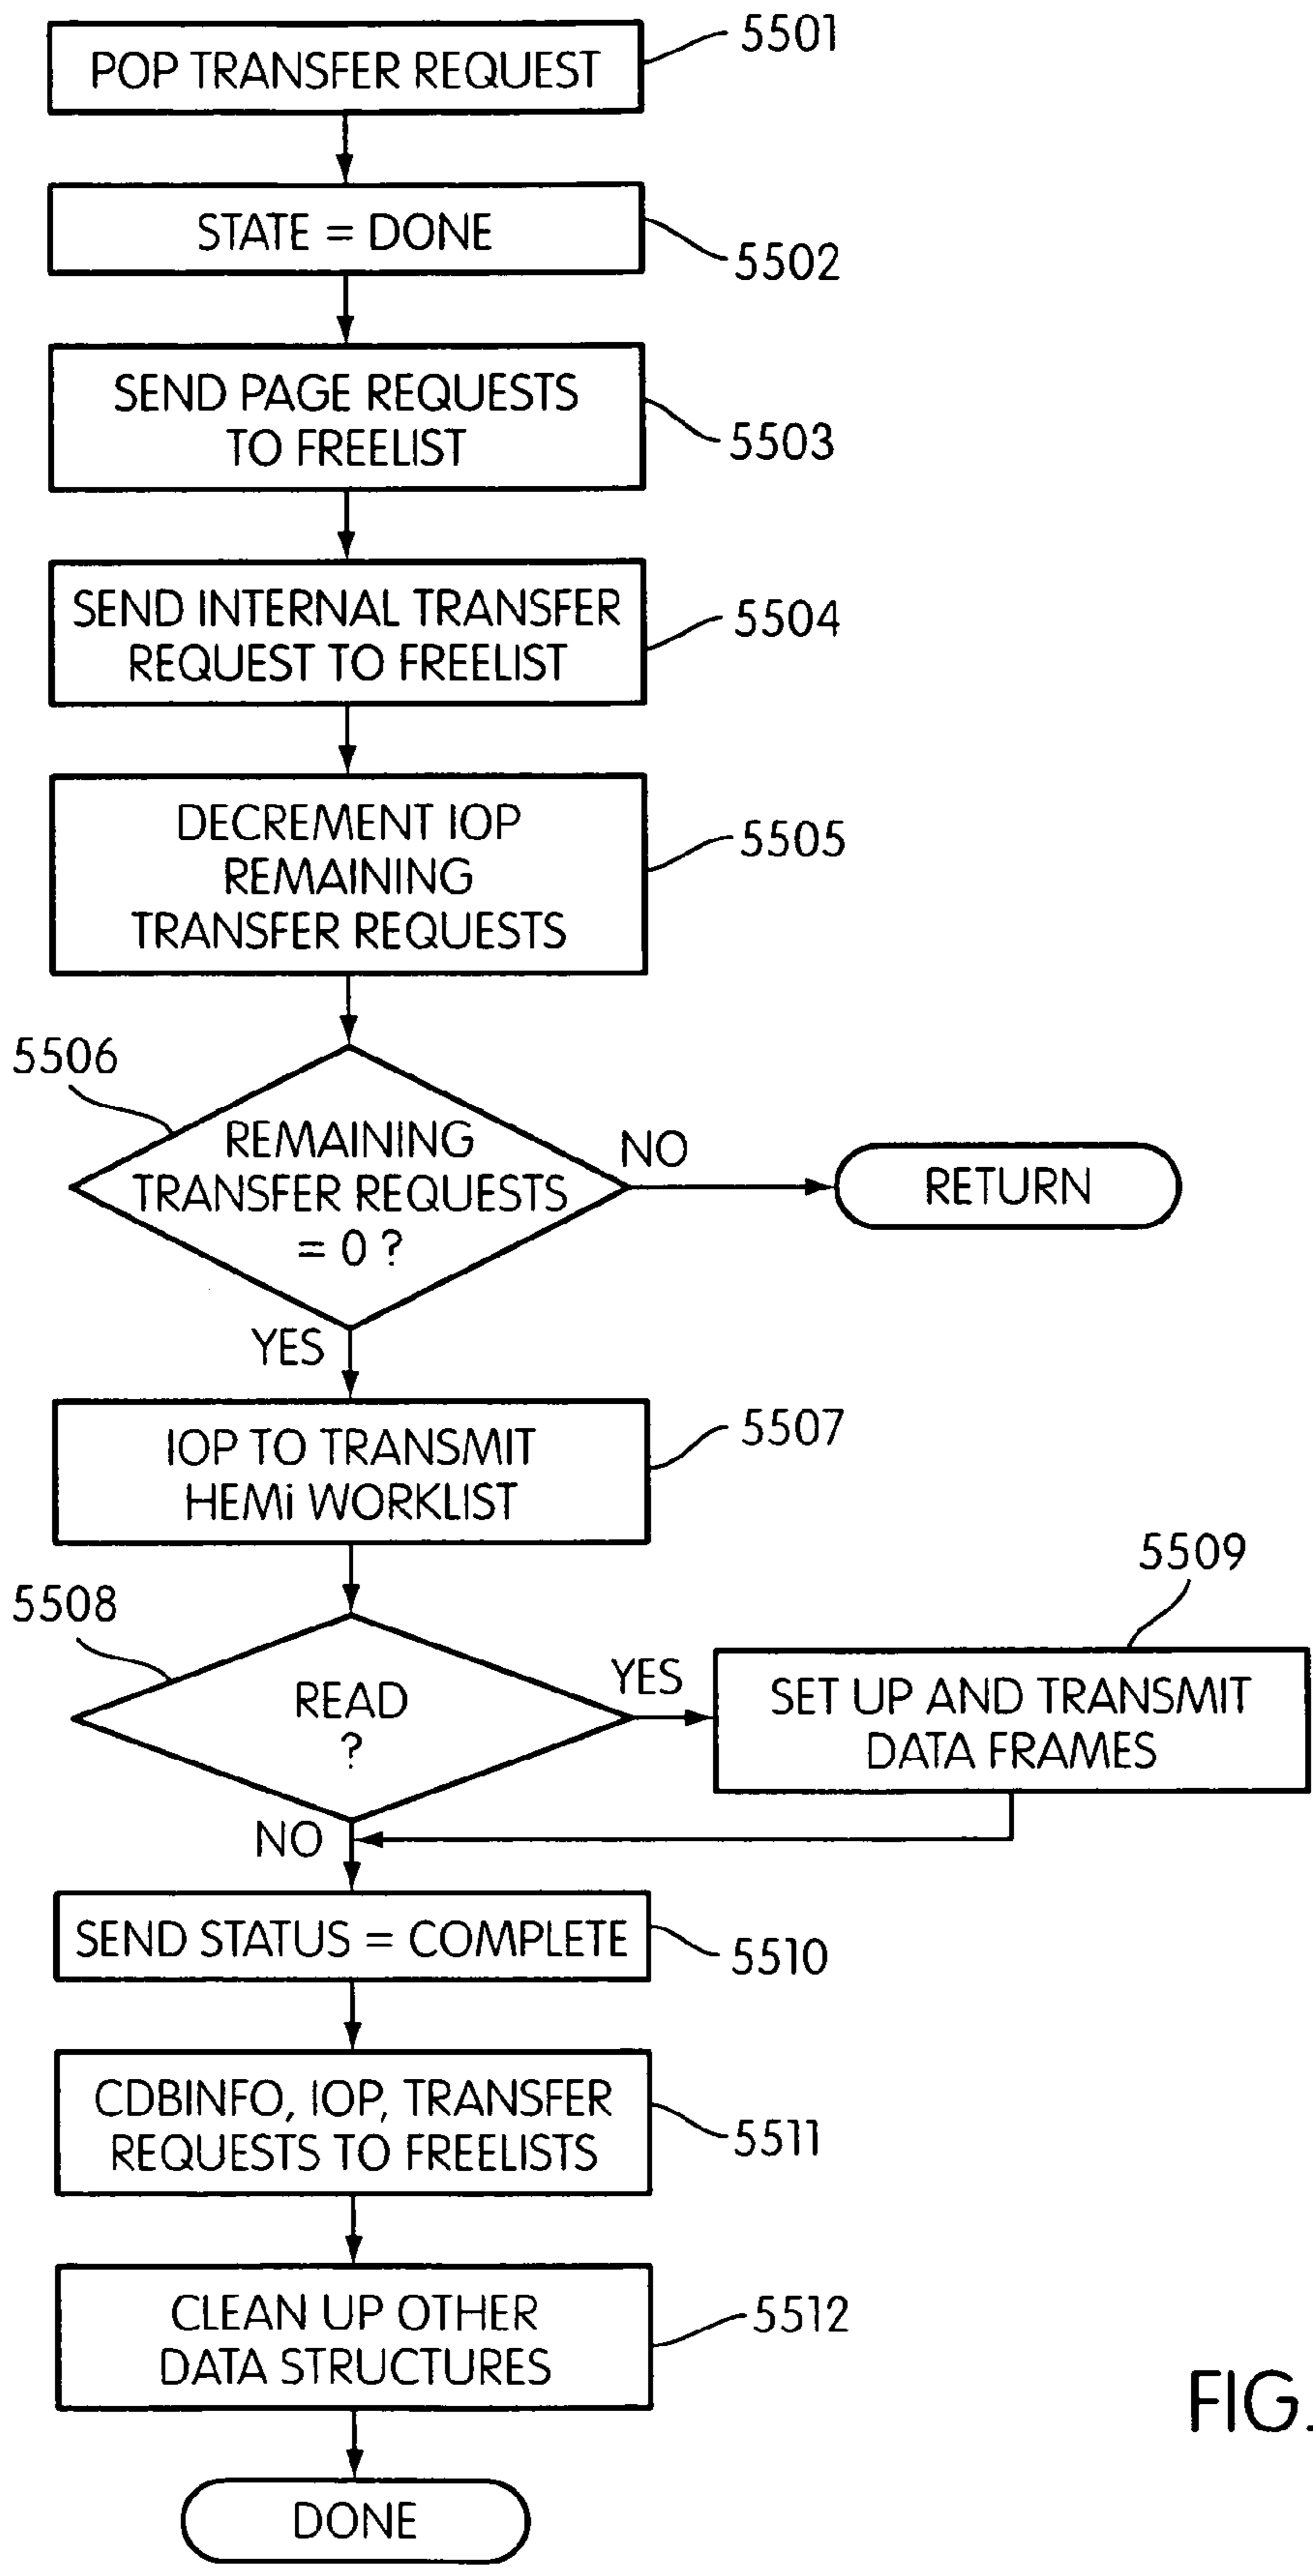 POP TRANSFER REQUEST
5501
STATE = DONE
5502
SEND PAGE REQUESTS
TO FREELIST
5503
SEND INTERNAL TRANSFER
REQUEST TO FREELIST
5504
DECREMENT IOP
REMAINING
TRANSFER REQUESTS
5505
5506
REMAINING
TRANSFER REQUESTS
= 0 ?
NO
RETURN
YES
IOP TO TRANSMIT
HEMi WORKLIST
5507
5508
READ
?
YES
5509
SET UP AND TRANSMIT
DATA FRAMES
NO
SEND STATUS = COMPLETE
5510
CDBINFO, IOP, TRANSFER
REQUESTS TO FREELISTS
5511
CLEAN UP OTHER
DATA STRUCTURES
5512
DONE
FIG.